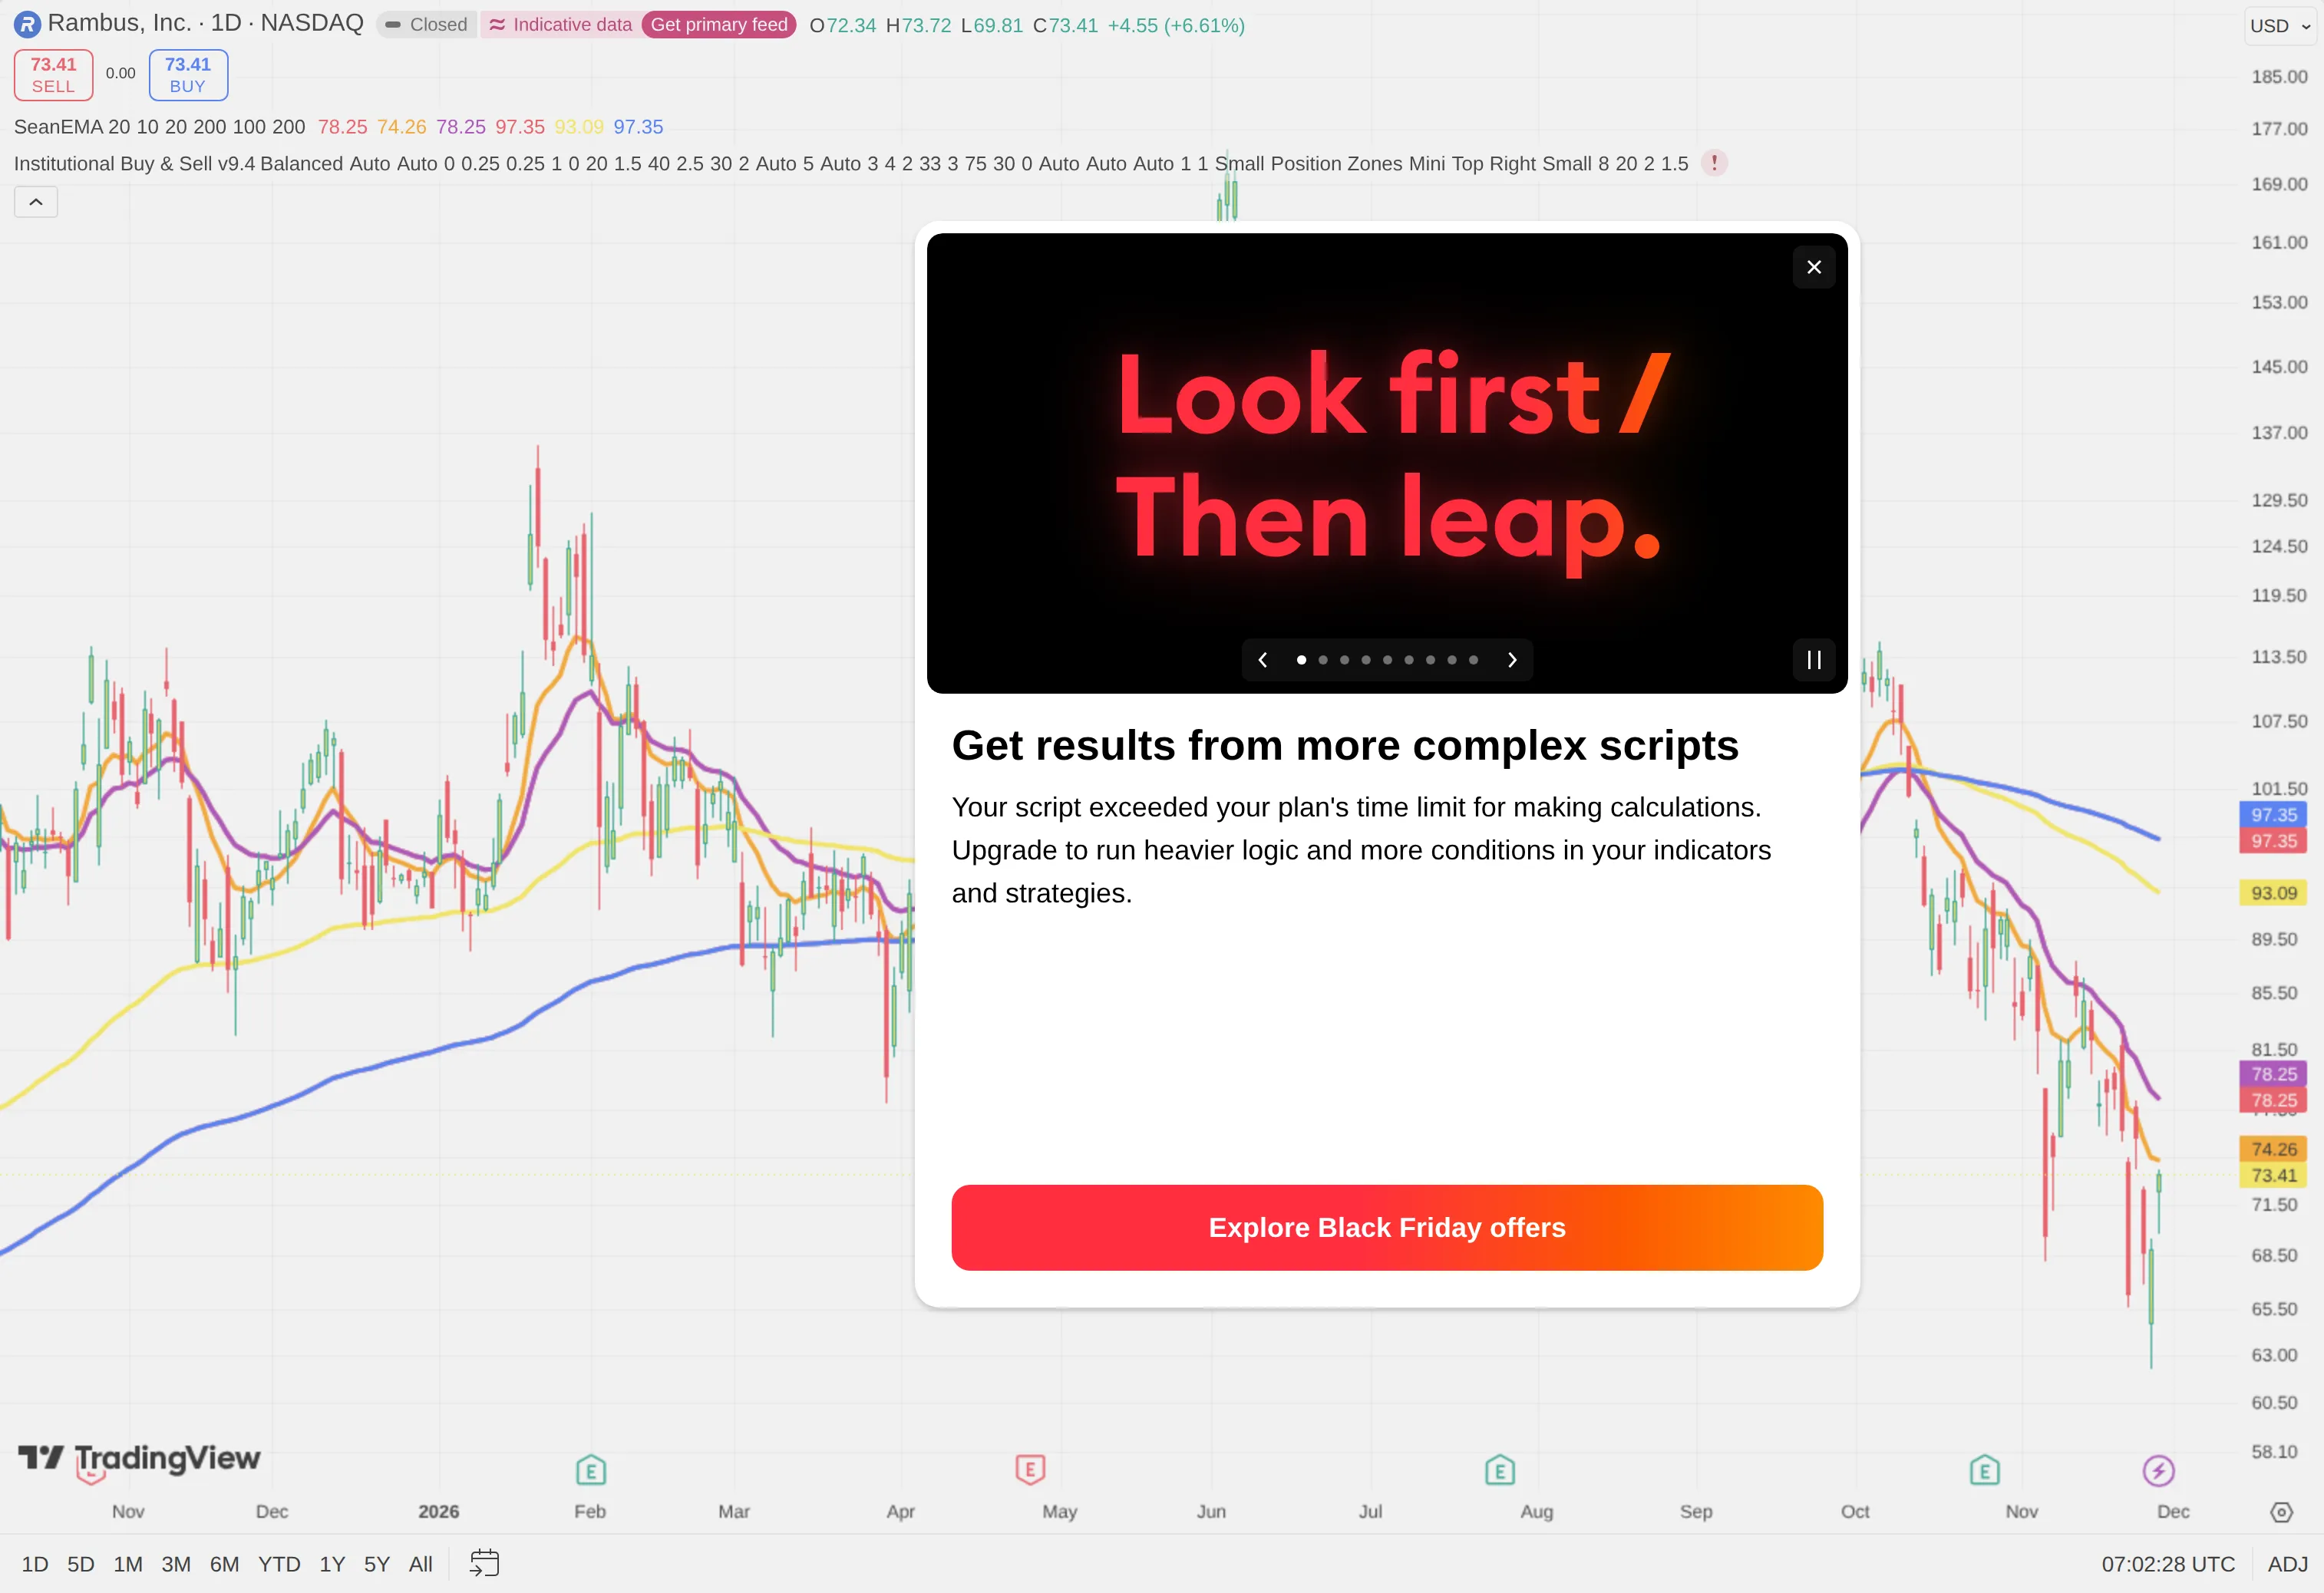 Rambus, Inc. · 1D · NASDAQ Closed Indicative data Get primary feed O72.34 H73.72 L69.81 C73.41 +4.55 (+6.61%) USD
73.41 SELL 0.00 73.41 BUY
SeanEMA 20 10 20 200 100 200 78.25 74.26 78.25 97.35 93.09 97.35
Institutional Buy & Sell v9.4 Balanced Auto Auto 0 0.25 0.25 1 0 20 1.5 40 2.5 30 2 Auto 5 Auto 3 4 2 33 3 75 30 0 Auto Auto Auto 1 1 Small Position Zones Mini Top Right Small 8 20 2 1.5 !
Look first /
Then leap.
Get results from more complex scripts
Your script exceeded your plan's time limit for making calculations.
Upgrade to run heavier logic and more conditions in your indicators
and strategies.
Explore Black Friday offers
185.00
177.00
169.00
161.00
153.00
145.00
137.00
129.50
124.50
119.50
113.50
107.50
101.50
97.35
97.35
93.09
89.50
85.50
81.50
78.25
78.25
74.26
73.41
71.50
68.50
65.50
63.00
60.50
58.10
TradingView
E E E E
Nov Dec 2026 Feb Mar Apr May Jun Jul Aug Sep Oct Nov Dec
1D 5D 1M 3M 6M YTD 1Y 5Y All 07:02:28 UTC ADJ